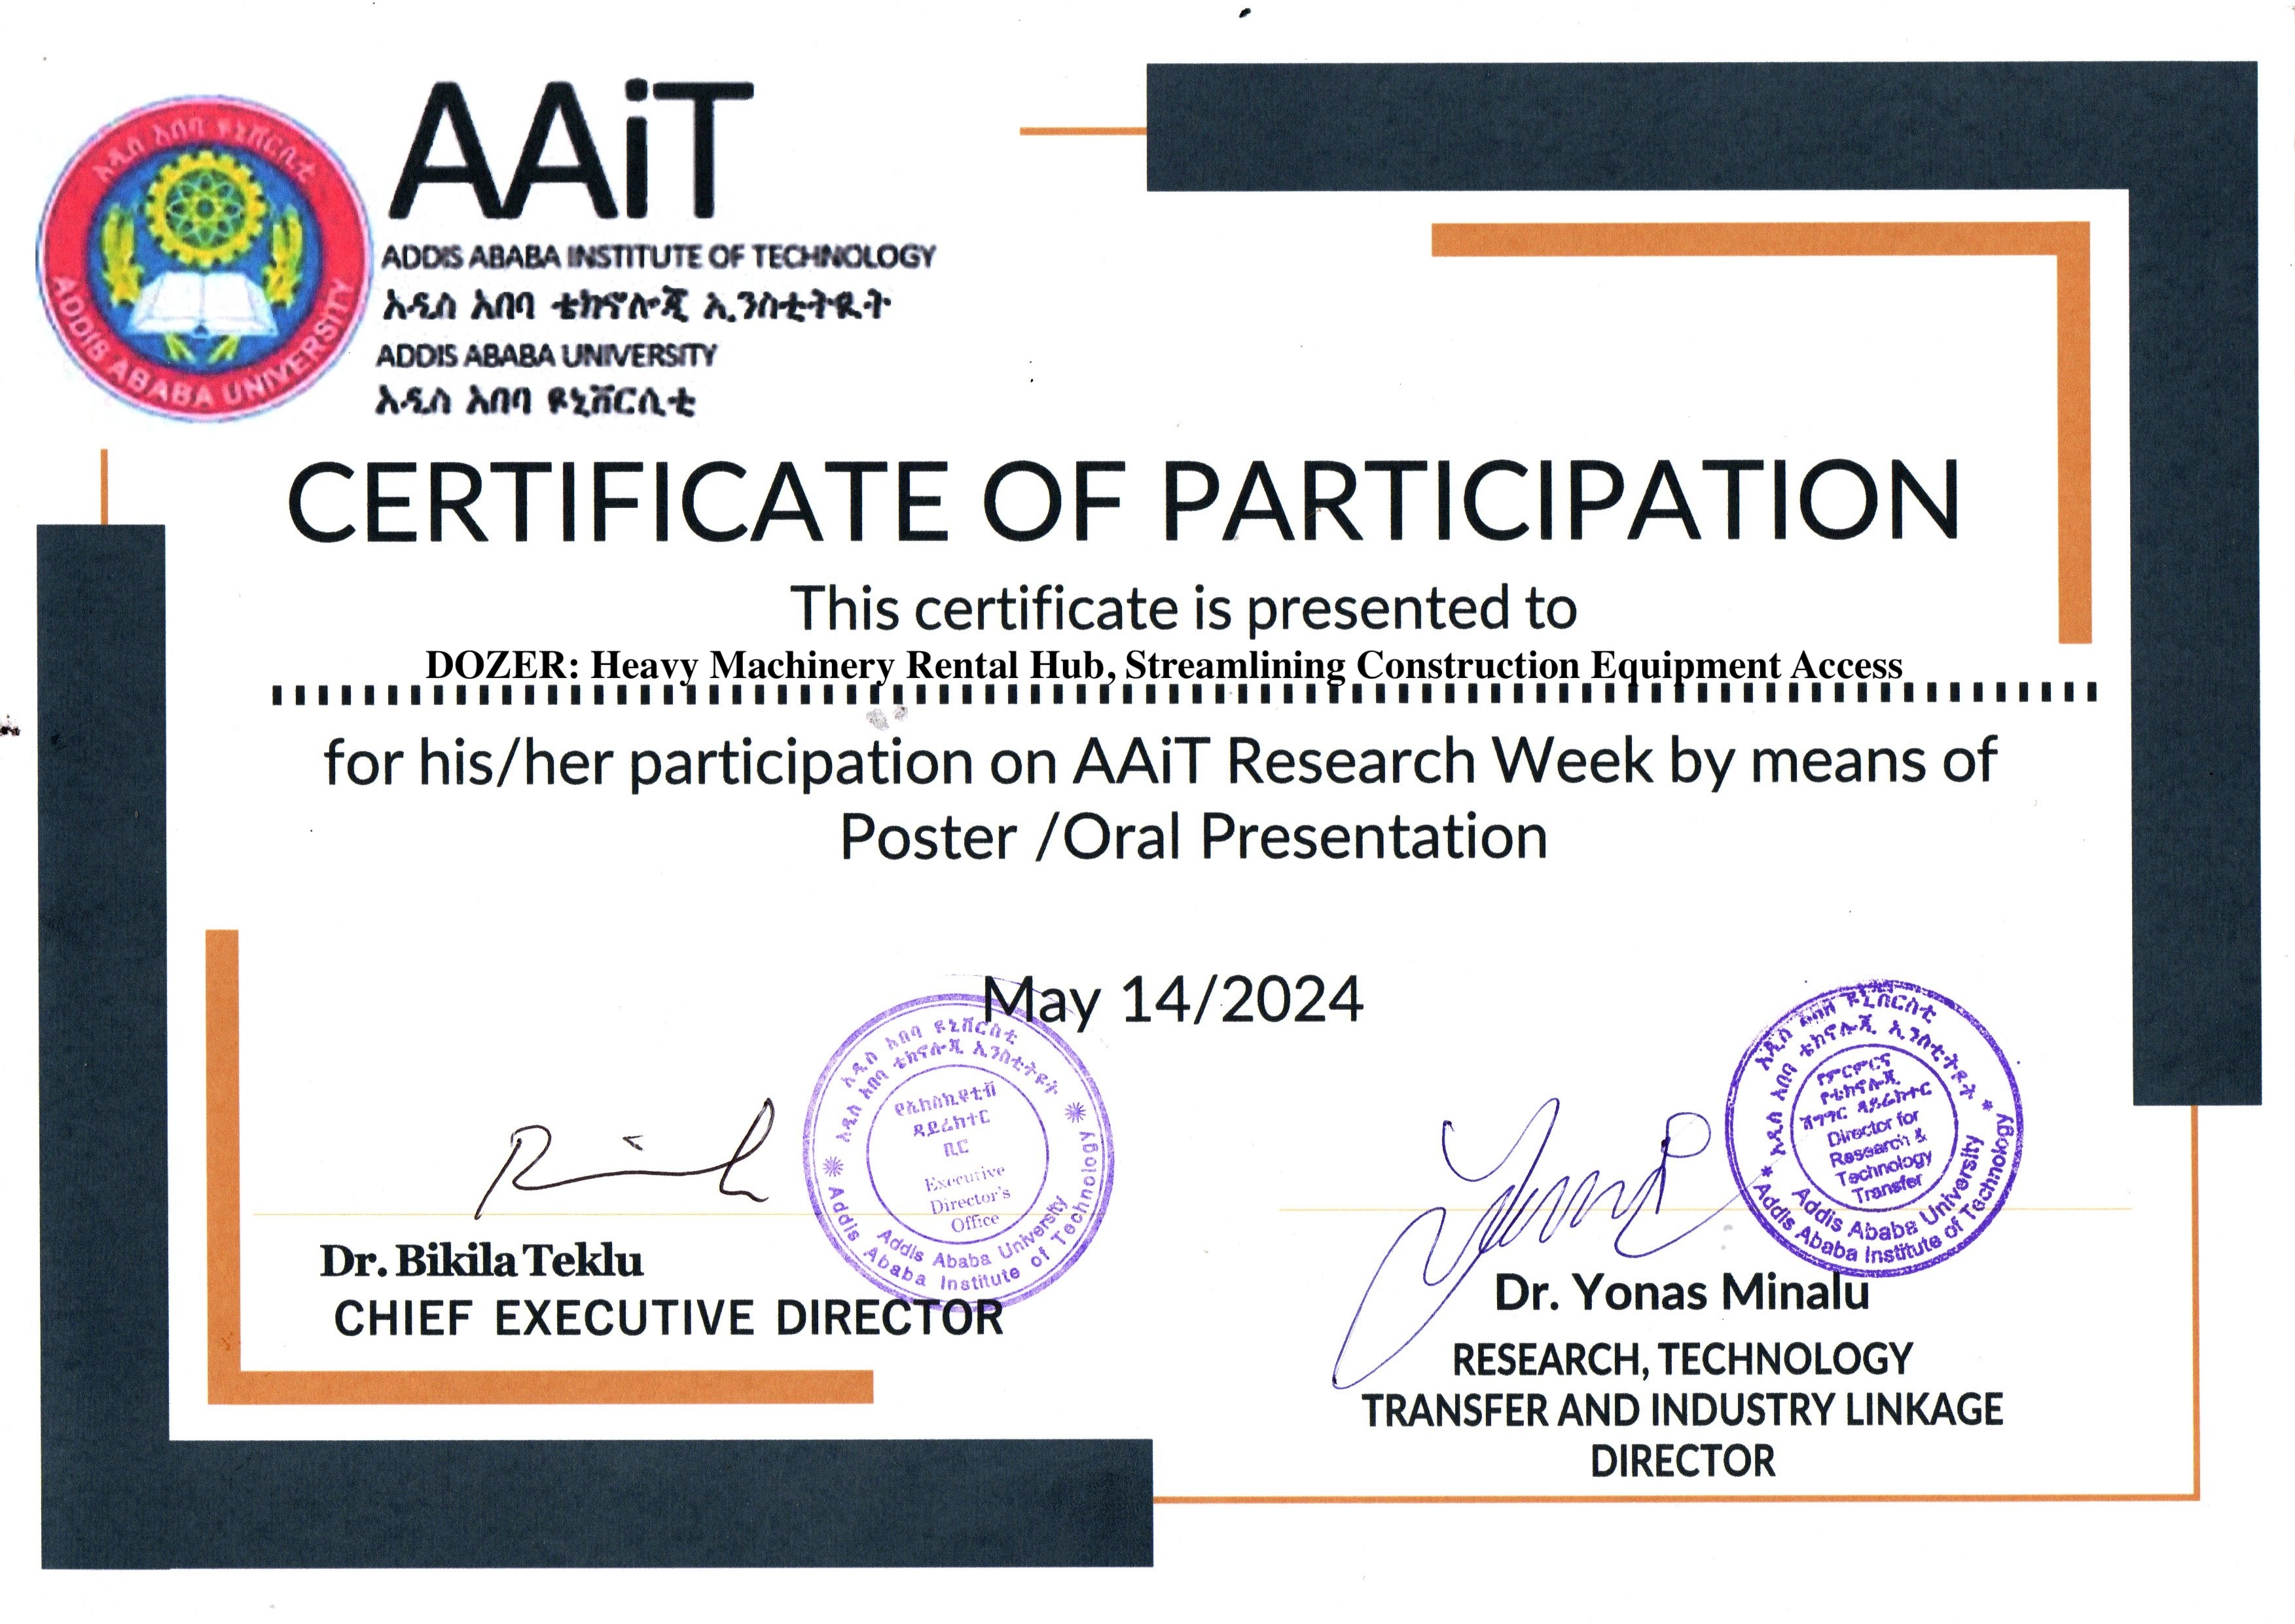 AAiT
ADDIS ABABA INSTITUTE OF TECHNOLOGY
አዲስ አበባ ቴክኖሎጂ ኢንስቲትዩት
ADDIS ABABA UNIVERSITY
አዲስ አበባ ዩኒቨርሲቲ
አዲስ አበባ ዩኒቨርሲቲ
ADDIS ABABA UNIVERSITY
CERTIFICATE OF PARTICIPATION
This certificate is presented to
DOZER: Heavy Machinery Rental Hub, Streamlining Construction Equipment Access
for his/her participation on AAiT Research Week by means of
Poster /Oral Presentation
May 14/2024
አዲስ አበባ ዩኒቨርስቲ
አዲስ አበባ ቴክኖሎጂ ኢንስቲትዩት
የኤክስኪዩቲቭ
ዳይሬክተር
ቢሮ
Executive
Director's
Office
Addis Ababa University
Addis Ababa Institute of Technology
Dr. Bikila Teklu
CHIEF EXECUTIVE DIRECTOR
አዲስ አበባ ዩኒቨርስቲ
አዲስ አበባ ቴክኖሎጂ ኢንስቲትዩት
የምርምርና
የቴክኖሎጂ
ሽግግር ዳይሬክተር
Director for
Research &
Technology
Transfer
Addis Ababa University
Addis Ababa Institute of Technology
Dr. Yonas Minalu
RESEARCH, TECHNOLOGY
TRANSFER AND INDUSTRY LINKAGE
DIRECTOR